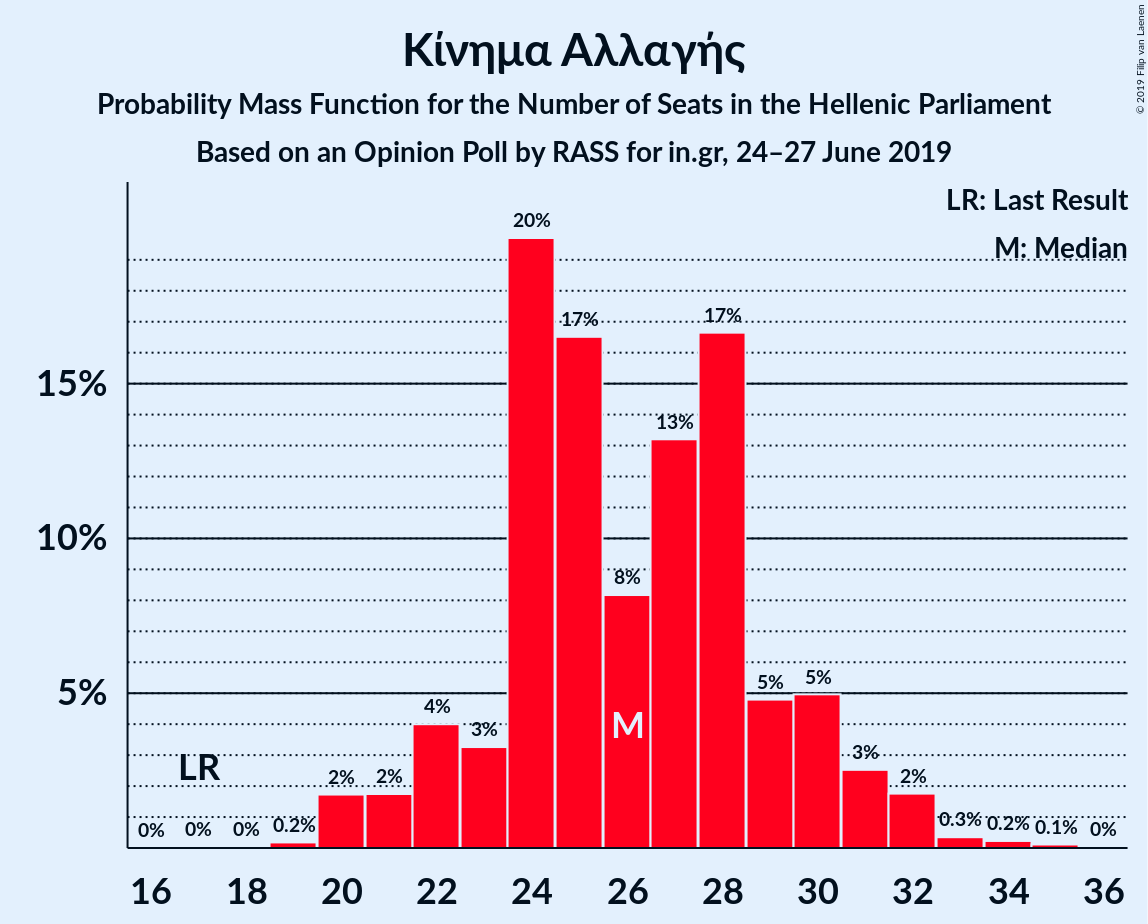 Κίνημα Αλλαγής
Probability Mass Function for the Number of Seats in the Hellenic Parliament
Based on an Opinion Poll by RASS for in.gr, 24–27 June 2019
© 2019 Filip van Laenen
LR: Last Result
M: Median
15%
10%
5%
0%
0%
0%
0.2%
2%
2%
4%
3%
20%
17%
8%
13%
17%
5%
5%
3%
2%
0.3%
0.2%
0.1%
0%
LR
M
16 18 20 22 24 26 28 30 32 34 36